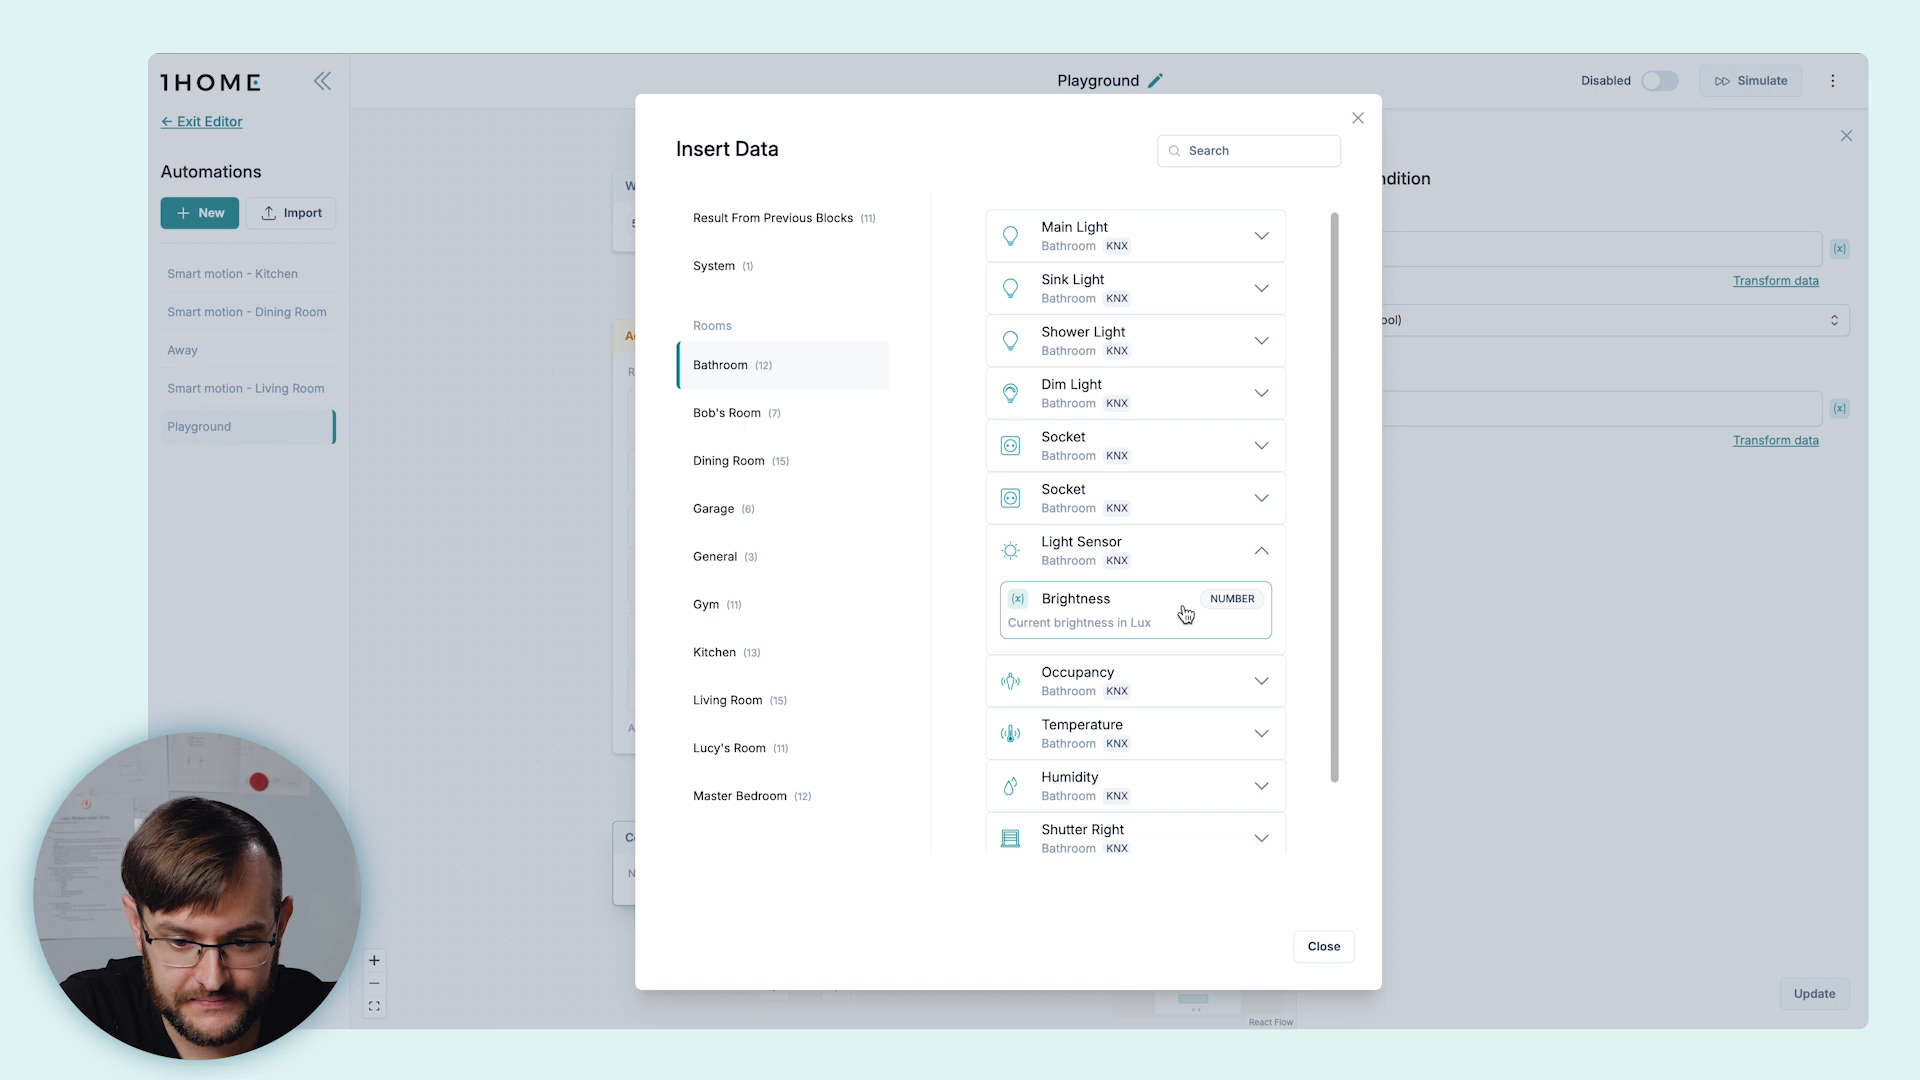 1HOME
← Exit Editor
Automations
New
Import
Smart motion - Kitchen
Smart motion - Dining Room
Away
Smart motion - Living Room
Playground
Playground
Disabled
Simulate
Insert Data
Search
Result From Previous Blocks (11)
System (1)
Rooms
Bathroom (12)
Bob's Room (7)
Dining Room (15)
Garage (6)
General (3)
Gym (11)
Kitchen (13)
Living Room (15)
Lucy's Room (11)
Master Bedroom (12)
Main Light
Bathroom KNX
Sink Light
Bathroom KNX
Shower Light
Bathroom KNX
Dim Light
Bathroom KNX
Socket
Bathroom KNX
Socket
Bathroom KNX
Light Sensor
Bathroom KNX
(x) Brightness NUMBER
Current brightness in Lux
Occupancy
Bathroom KNX
Temperature
Bathroom KNX
Humidity
Bathroom KNX
Shutter Right
Bathroom KNX
Close
ndition
(x)
Transform data
ool)
(x)
Transform data
Update
React Flow